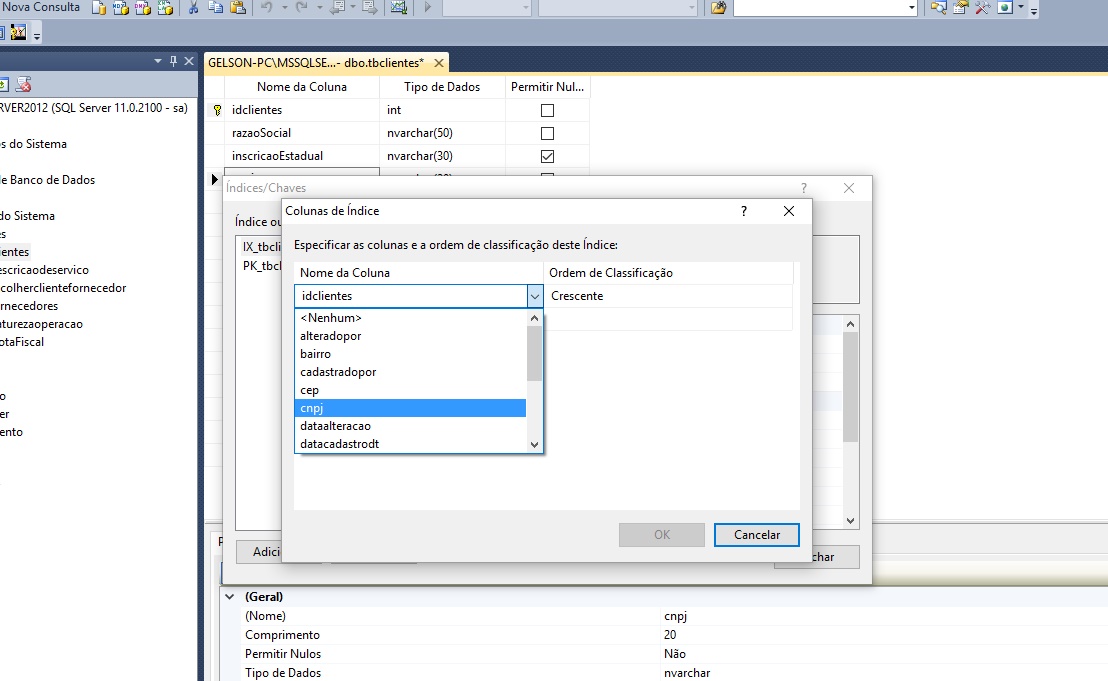 Nova Consulta
GELSON-PC\MSSQLSE...- dbo.tbclientes*
Nome da Coluna Tipo de Dados Permitir Nul...
idclientes int
razaoSocial nvarchar(50)
inscricaoEstadual nvarchar(30)
RVER2012 (SQL Server 11.0.2100 - sa)
s do Sistema
e Banco de Dados
do Sistema
es
entes
escricaodeservico
colherclientefornecedor
rnecedores
aturezaoperacao
otaFiscal
o
er
ento
Índices/Chaves ?
Índice ou
IX_tbcli
PK_tbcl
Adici
char
Colunas de Índice ?
Especificar as colunas e a ordem de classificação deste Índice:
Nome da Coluna Ordem de Classificação
idclientes Crescente
<Nenhum>
alteradopor
bairro
cadastradopor
cep
cnpj
dataalteracao
datacadastrodt
OK Cancelar
(Geral)
(Nome) cnpj
Comprimento 20
Permitir Nulos Não
Tipo de Dados nvarchar